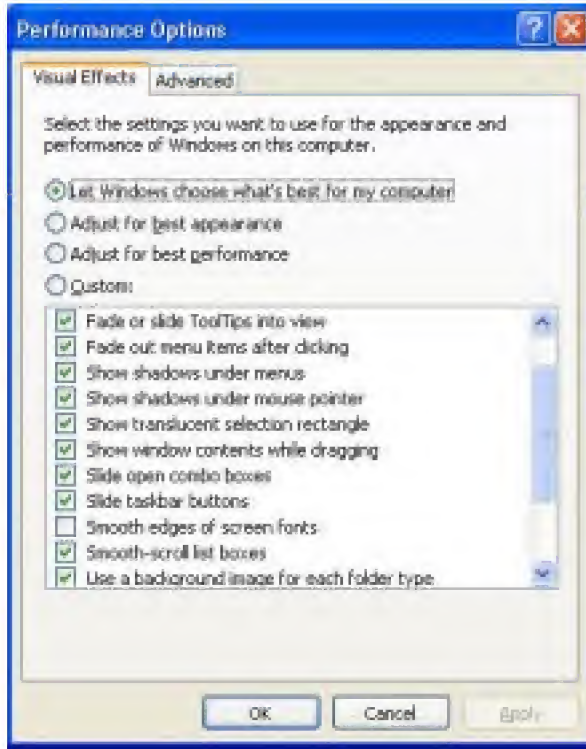 Performance Options
Visual Effects
Advanced
Select the settings you want to use for the appearance and
performance of Windows on this computer.
Let Windows choose what's best for my computer
Adjust for best appearance
Adjust for best performance
Custom:
Fade or slide ToolTips into view
Fade out menu items after clicking
Show shadows under menus
Show shadows under mouse pointer
Show translucent selection rectangle
Show window contents while dragging
Slide open combo boxes
Slide taskbar buttons
Smooth edges of screen fonts
Smooth-scroll list boxes
Use a background image for each folder type
OK
Cancel
Apply